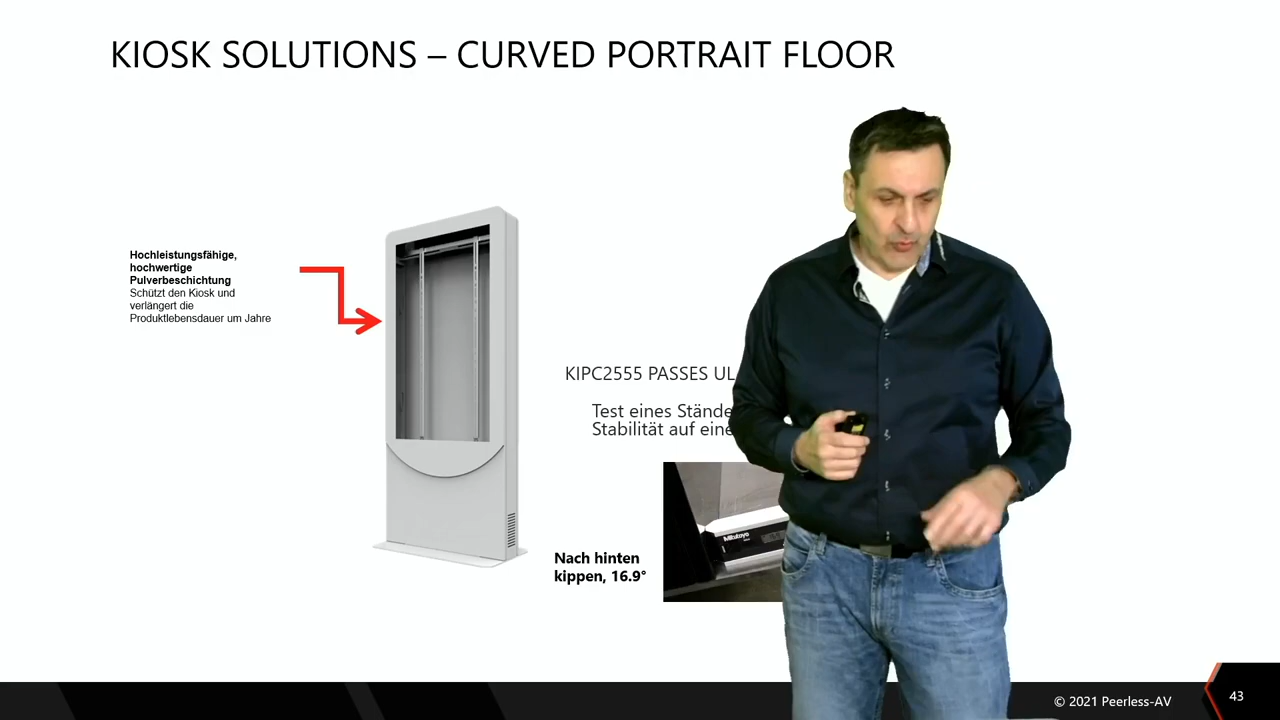 KIOSK SOLUTIONS – CURVED PORTRAIT FLOOR
Hochleistungsfähige,
hochwertige
Pulverbeschichtung
Schützt den Kiosk und
verlängert die
Produktlebensdauer um Jahre
KIPC2555 PASSES UL
Test eines Stände
Stabilität auf eine
Mitutoyo
Nach hinten
kippen, 16.9°
© 2021 Peerless-AV
43